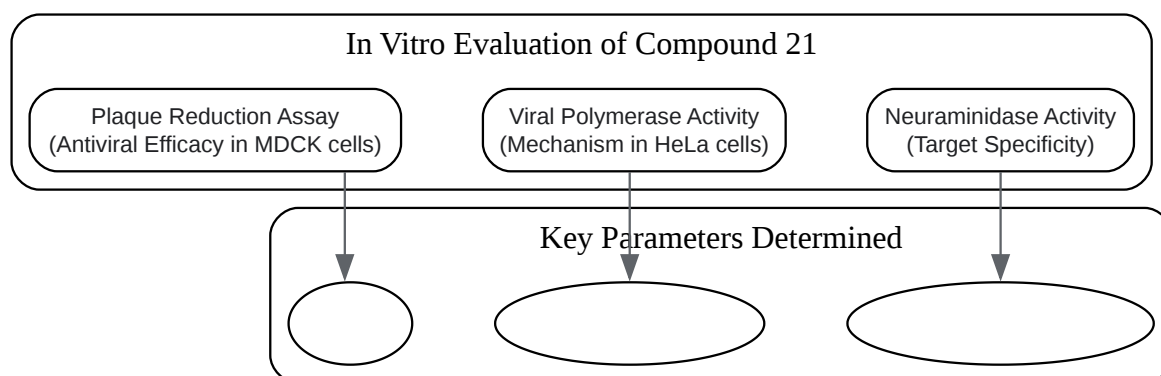 In Vitro Evaluation of Compound 21
Plaque Reduction Assay
(Antiviral Efficacy in MDCK cells)
Viral Polymerase Activity
(Mechanism in HeLa cells)
Neuraminidase Activity
(Target Specificity)
Key Parameters Determined